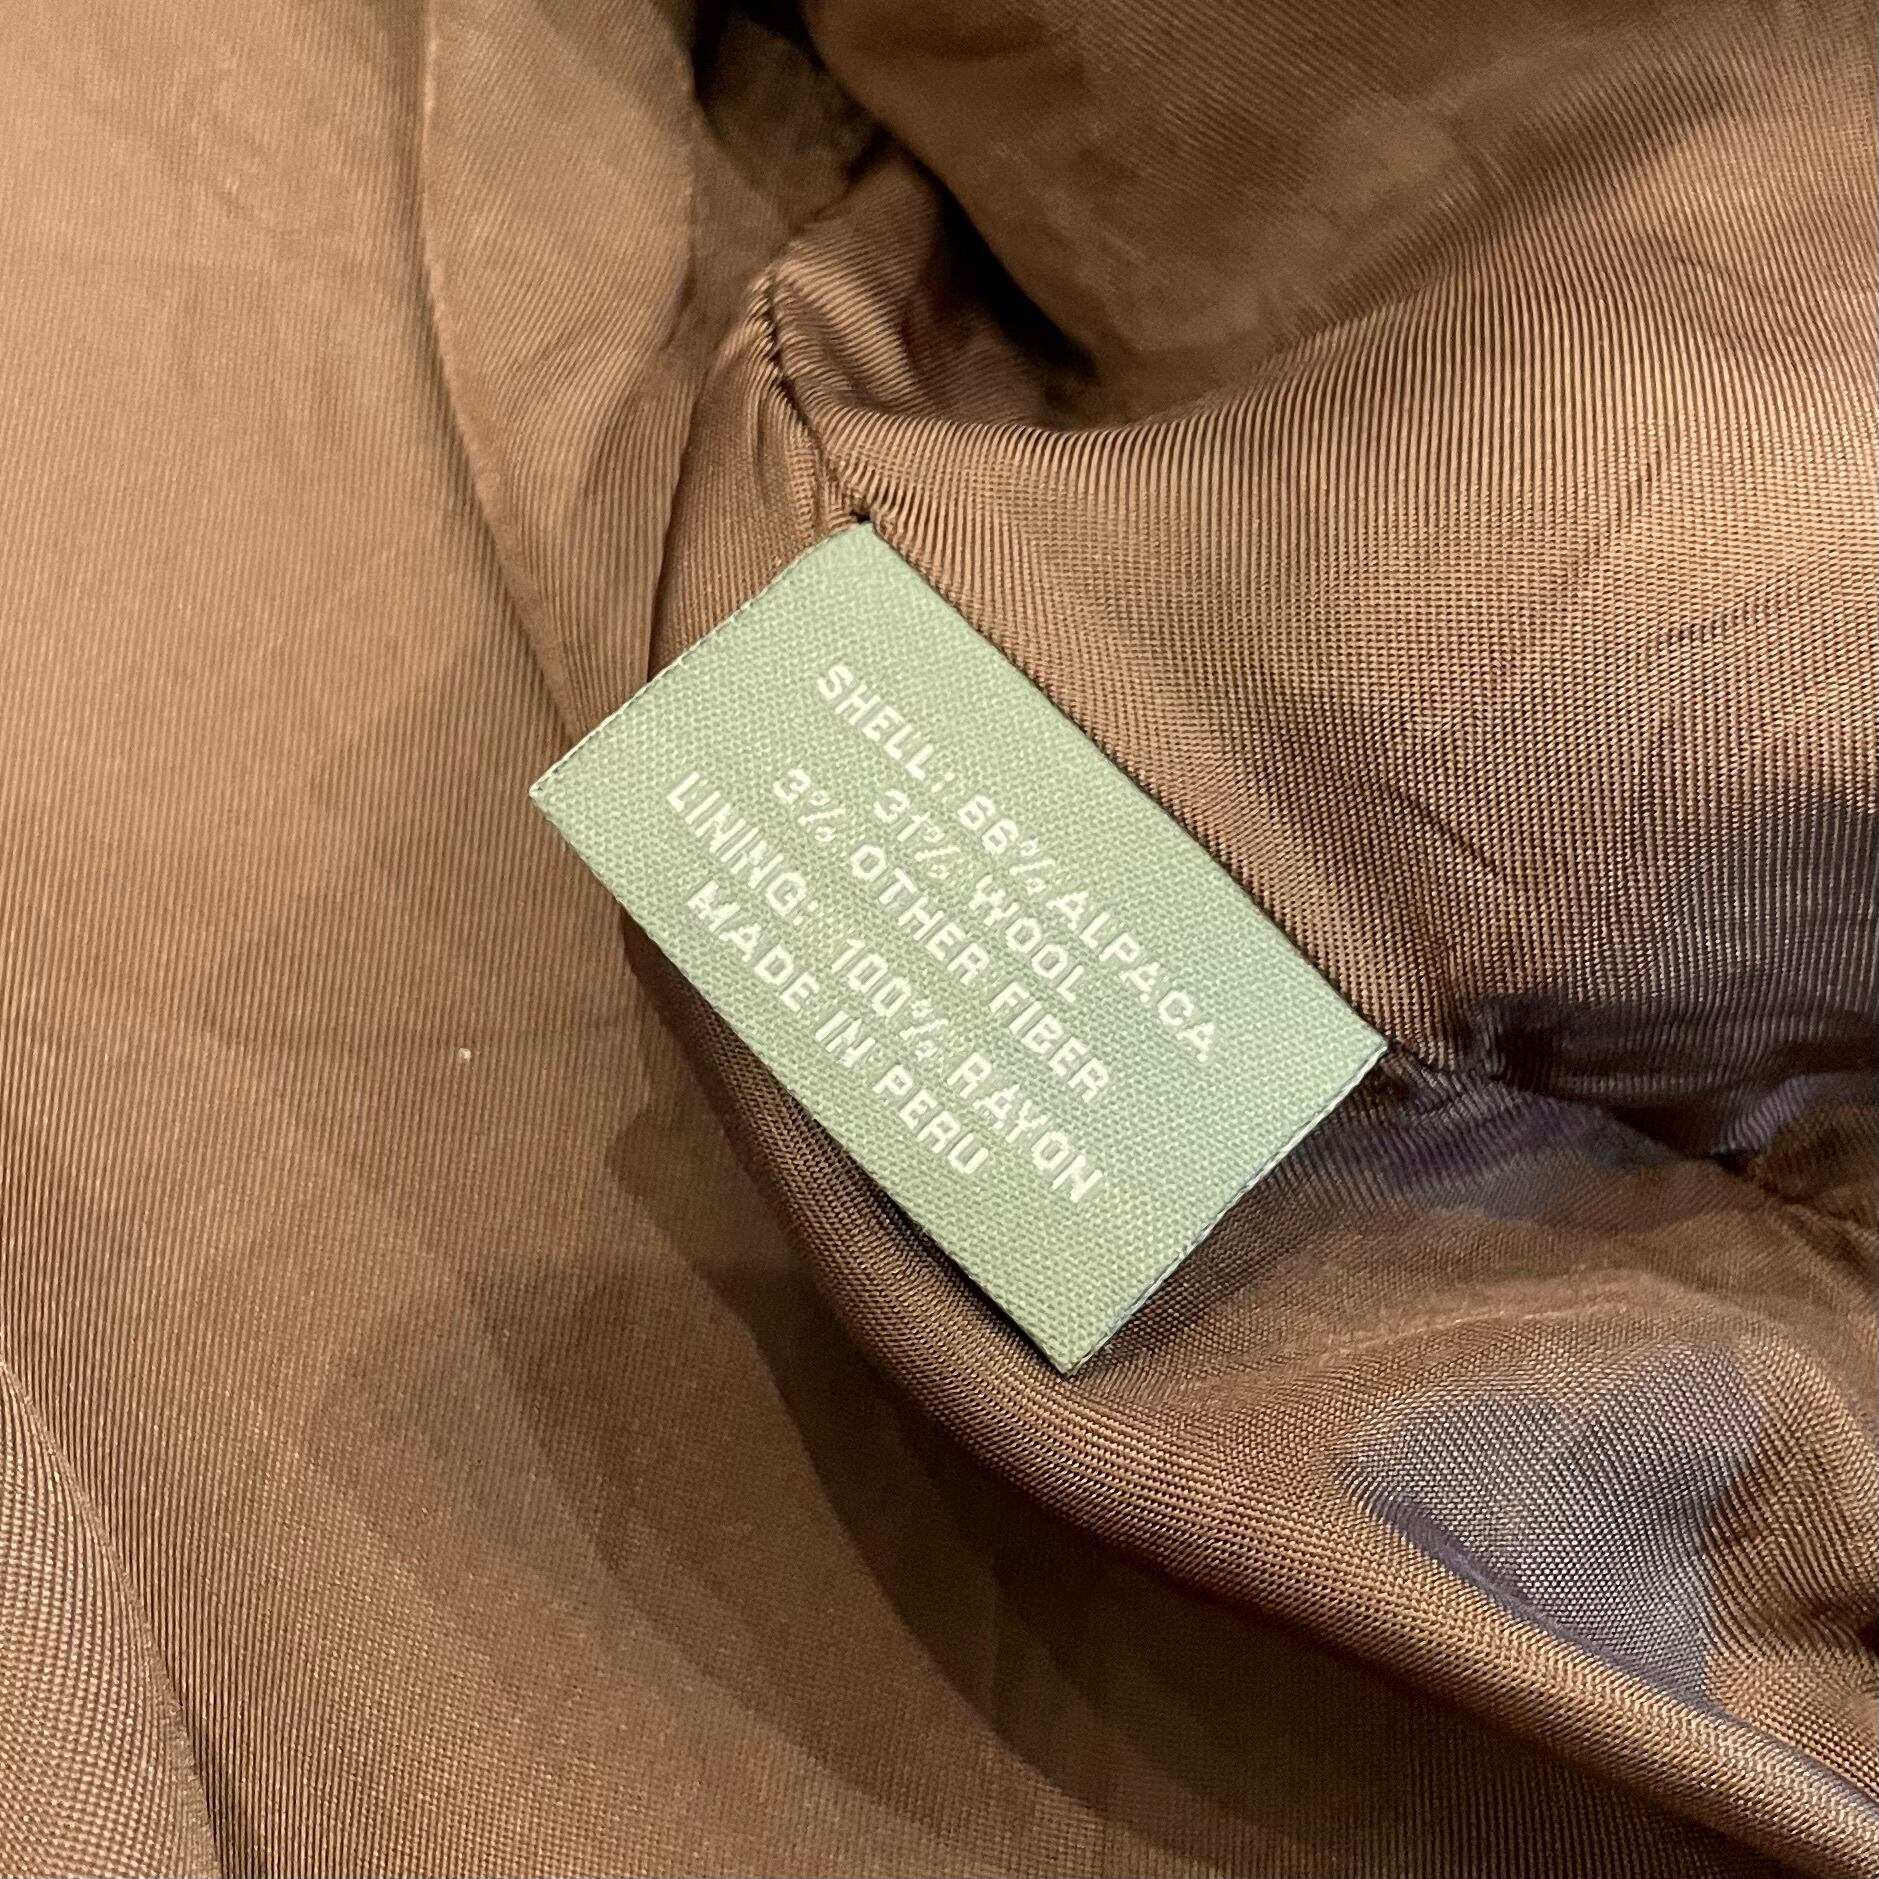 SHELL: 66% ALPACA
31% WOOL
3% OTHER FIBER
LINING: 100% RAYON
MADE IN PERU